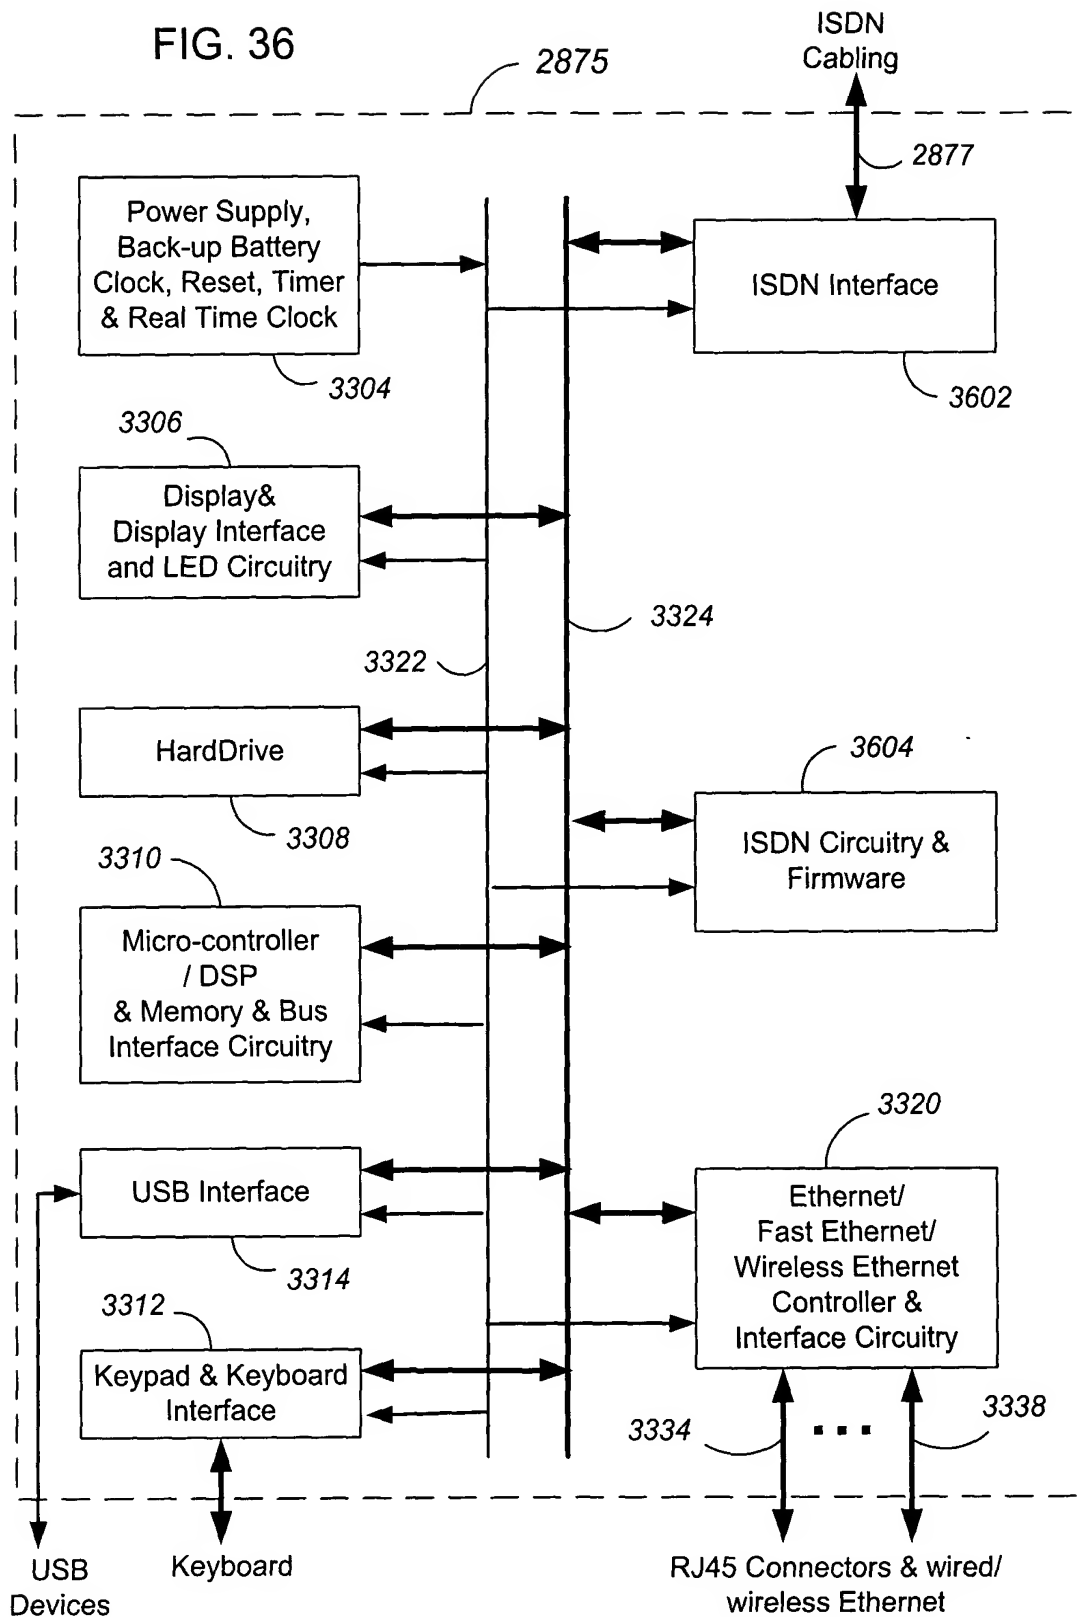 FIG. 36
2875
ISDN
Cabling
2877
Power Supply,
Back-up Battery
Clock, Reset, Timer
& Real Time Clock
3304
ISDN Interface
3602
3306
Display&
Display Interface
and LED Circuitry
3324
3322
HardDrive
3308
3604
ISDN Circuitry &
Firmware
3310
Micro-controller
/ DSP
& Memory & Bus
Interface Circuitry
3320
Ethernet/
Fast Ethernet/
Wireless Ethernet
Controller &
Interface Circuitry
USB Interface
3314
3312
Keypad & Keyboard
Interface
3334
3338
USB
Devices
Keyboard
RJ45 Connectors & wired/
wireless Ethernet